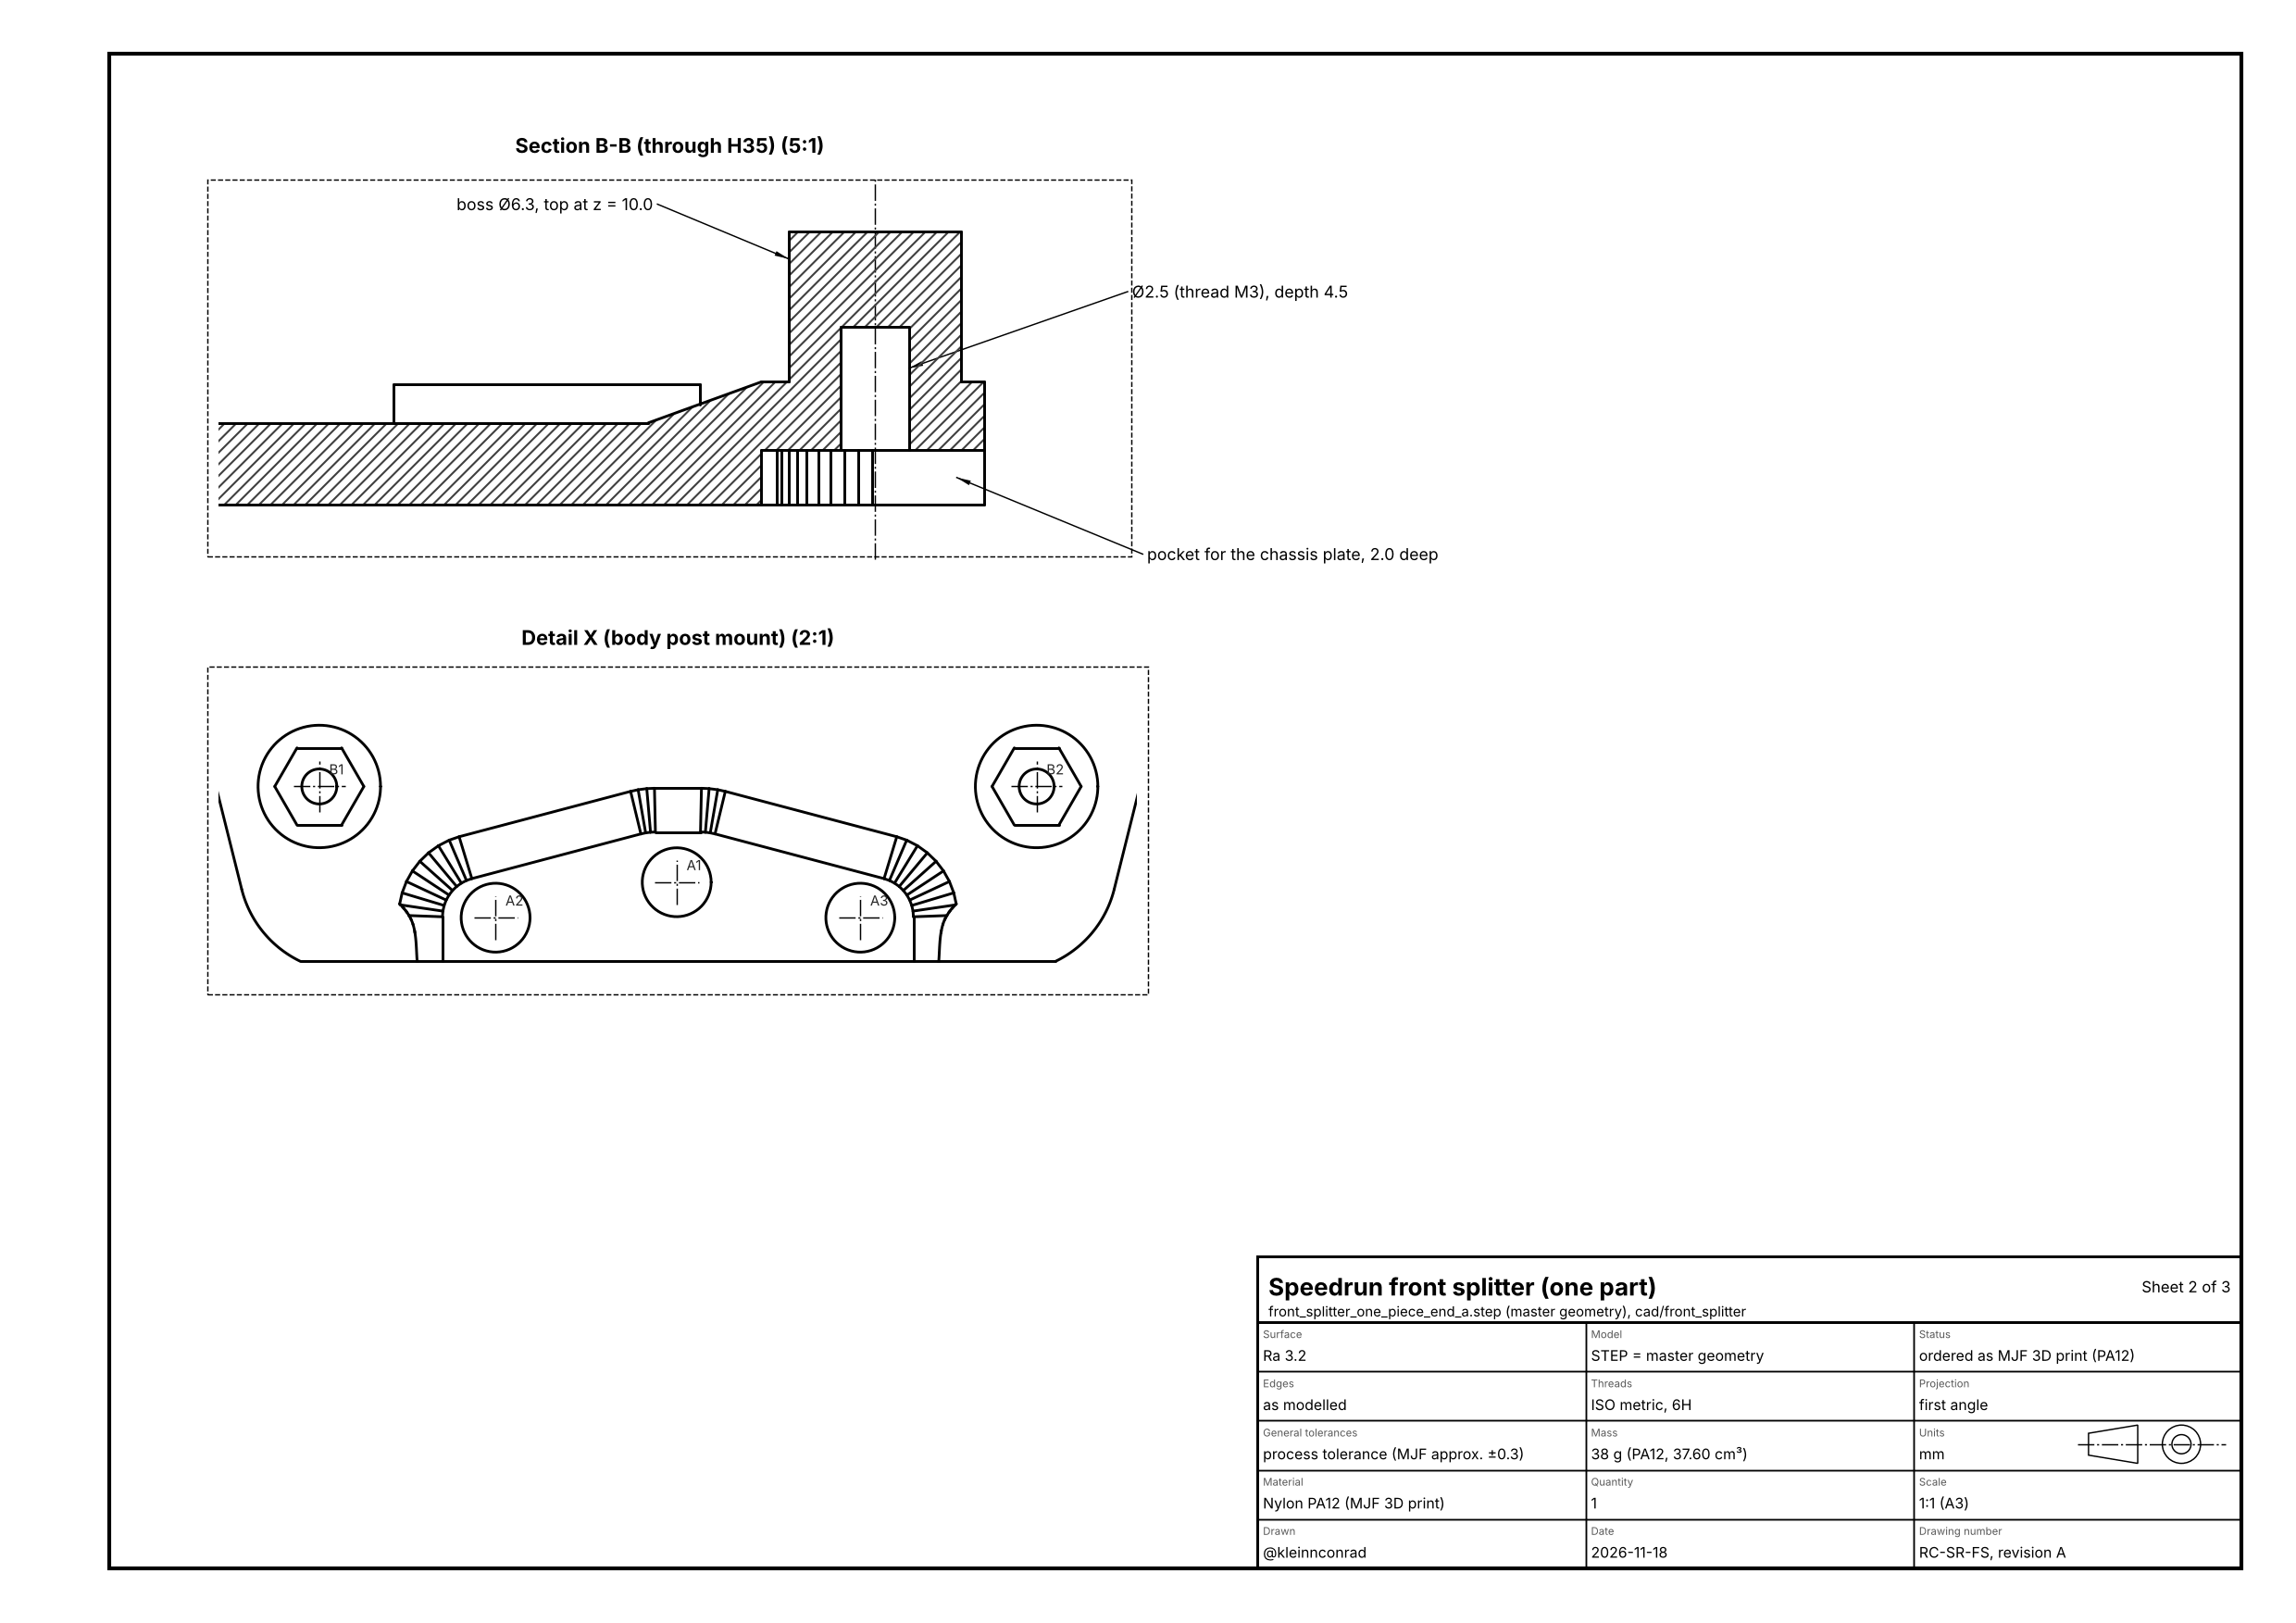 Section B-B (through H35) (5:1)
boss Ø6.3, top at z = 10.0
Ø2.5 (thread M3), depth 4.5
pocket for the chassis plate, 2.0 deep
Detail X (body post mount) (2:1)
B1
B2
A1
A2
A3
Speedrun front splitter (one part)
Sheet 2 of 3
front_splitter_one_piece_end_a.step (master geometry), cad/front_splitter
Surface
Model
Status
Ra 3.2
STEP = master geometry
ordered as MJF 3D print (PA12)
Edges
Threads
Projection
as modelled
ISO metric, 6H
first angle
General tolerances
Mass
Units
process tolerance (MJF approx. ±0.3)
38 g (PA12, 37.60 cm³)
mm
Material
Quantity
Scale
Nylon PA12 (MJF 3D print)
1
1:1 (A3)
Drawn
Date
Drawing number
@kleinnconrad
2026-11-18
RC-SR-FS, revision A